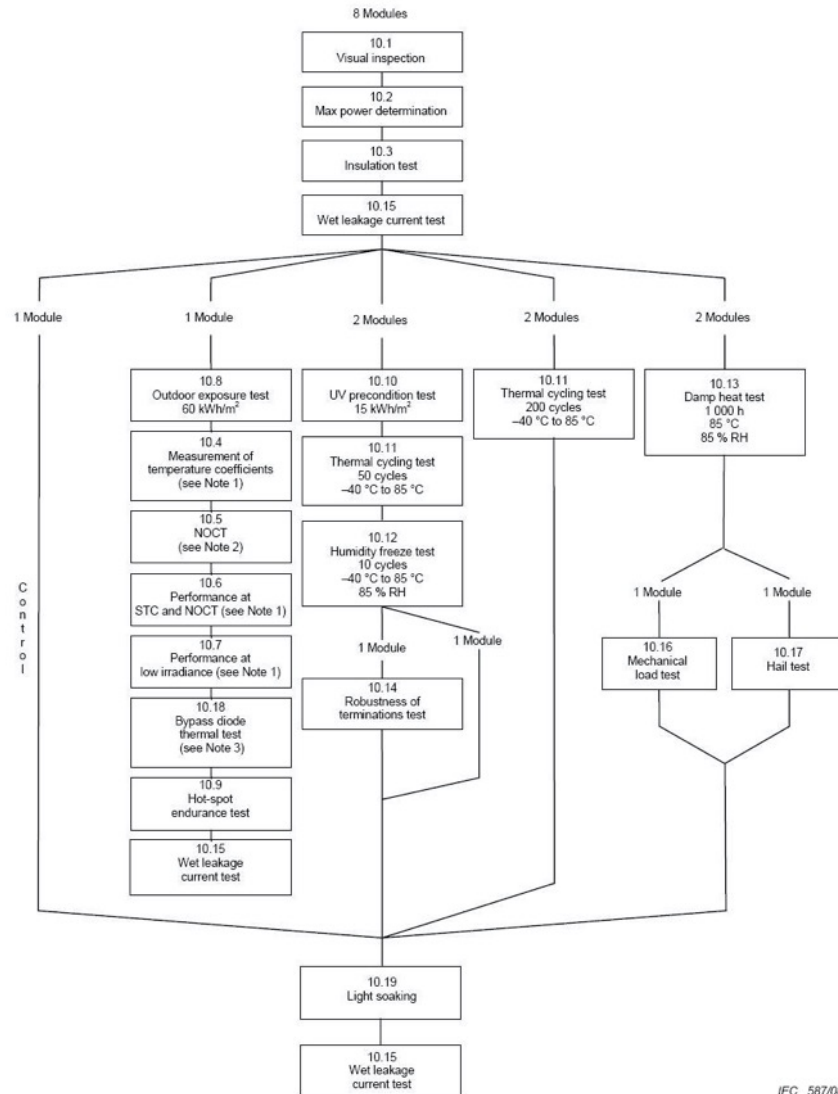 8 Modules
10.1
Visual inspection
10.2
Max power determination
10.3
Insulation test
10.15
Wet leakage current test
1 Module
1 Module
2 Modules
2 Modules
2 Modules
Control
10.8
Outdoor exposure test
60 kWh/m²
10.4
Measurement of
temperature coefficients
(see Note 1)
10.5
NOCT
(see Note 2)
10.6
Performance at
STC and NOCT (see Note 1)
10.7
Performance at
low irradiance (see Note 1)
10.18
Bypass diode
thermal test
(see Note 3)
10.9
Hot-spot
endurance test
10.15
Wet leakage
current test
10.10
UV precondition test
15 kWh/m²
10.11
Thermal cycling test
50 cycles
–40 °C to 85 °C
10.12
Humidity freeze test
10 cycles
–40 °C to 85 °C
85 % RH
1 Module
1 Module
10.14
Robustness of
terminations test
10.11
Thermal cycling test
200 cycles
–40 °C to 85 °C
10.13
Damp heat test
1 000 h
85 °C
85 % RH
1 Module
1 Module
10.16
Mechanical
load test
10.17
Hail test
10.19
Light soaking
10.15
Wet leakage
current test
IEC 587/0